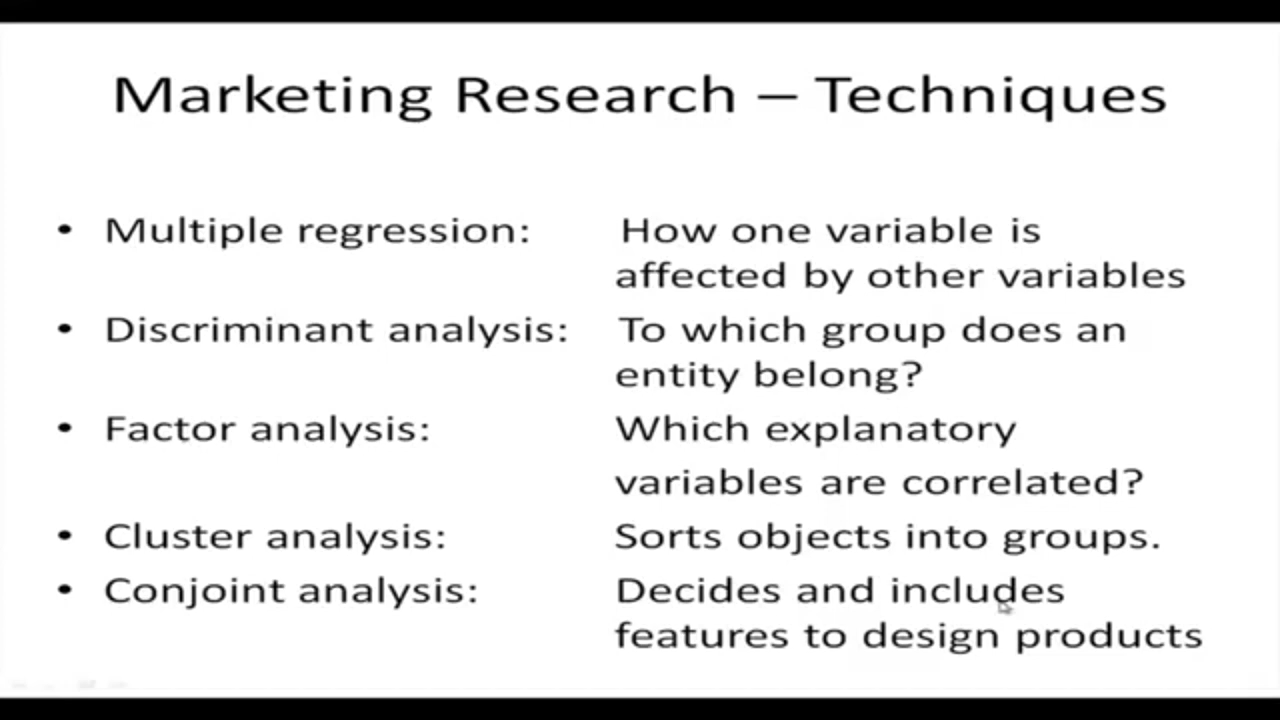 Marketing Research – Techniques
• Multiple regression: How one variable is
affected by other variables
• Discriminant analysis: To which group does an
entity belong?
• Factor analysis: Which explanatory
variables are correlated?
• Cluster analysis: Sorts objects into groups.
• Conjoint analysis: Decides and includes
features to design products